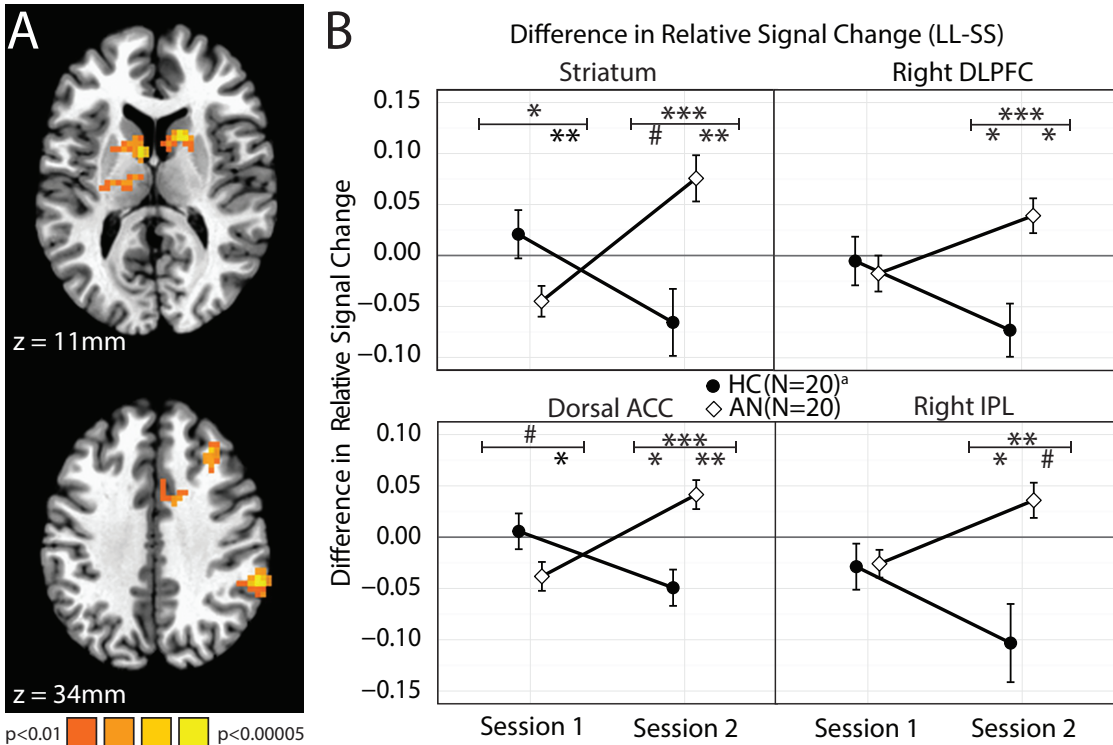 A
z = 11mm
z = 34mm
p<0.01 p<0.00005
B
Difference in Relative Signal Change (LL-SS)
Striatum Right DLPFC
Difference in Relative Signal Change
0.15
0.10
0.05
0.00
−0.05
−0.10
* ***
** # **
***
* *
HC(N=20)ᵃ
AN(N=20)
Dorsal ACC Right IPL
0.10
0.05
0.00
−0.05
−0.10
−0.15
# ***
* * **
**
* #
Session 1 Session 2 Session 1 Session 2